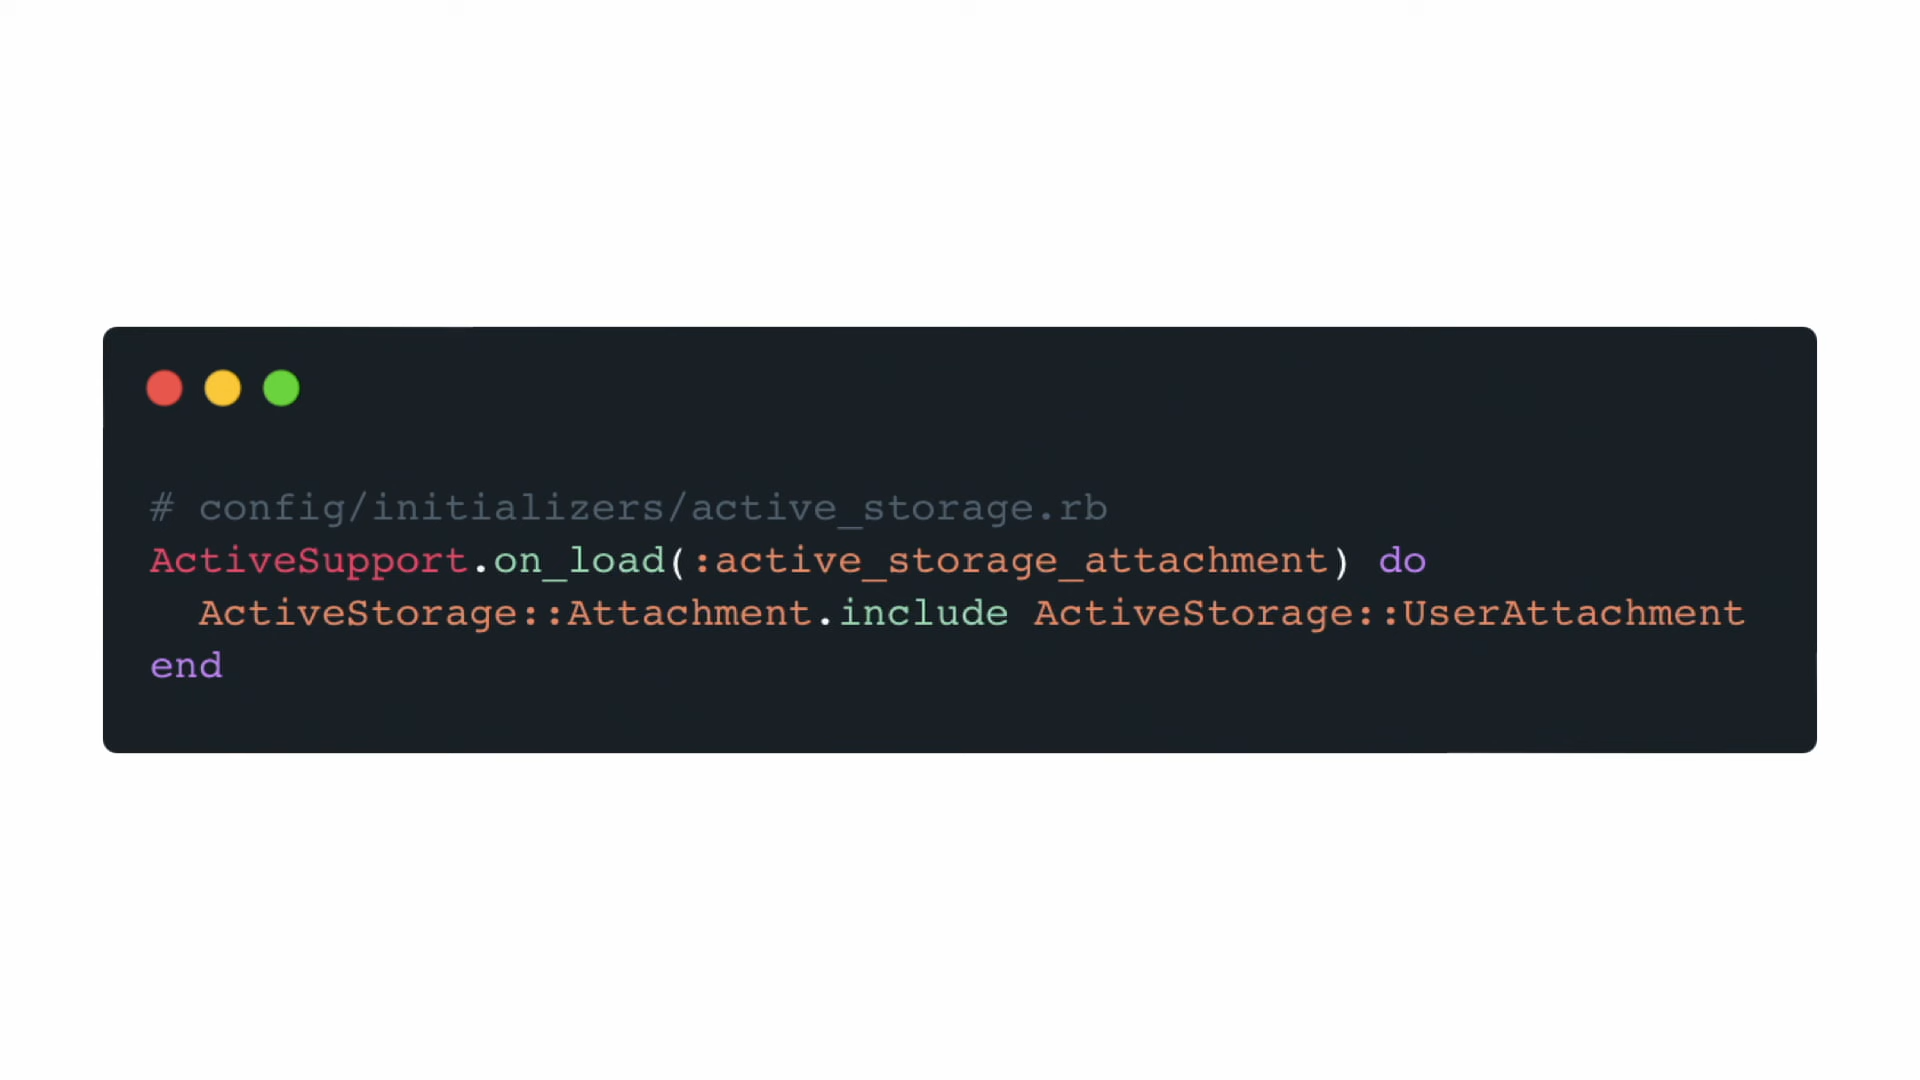 # config/initializers/active_storage.rb
ActiveSupport.on_load(:active_storage_attachment) do
  ActiveStorage::Attachment.include ActiveStorage::UserAttachment
end